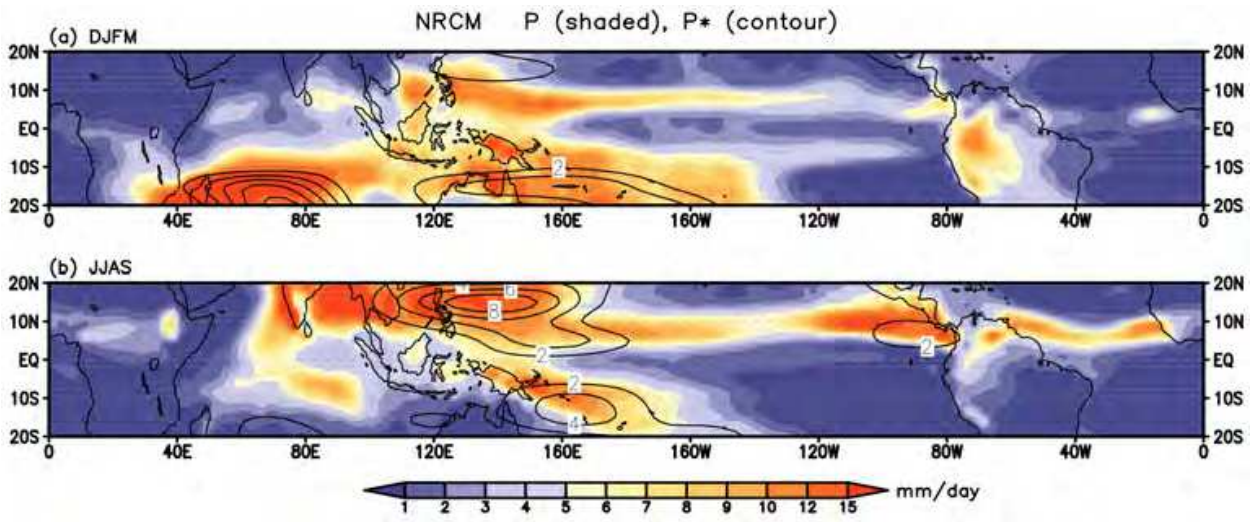 NRCM P (shaded), P* (contour)
(a) DJFM
20N 20N
10N 10N
EQ EQ
10S 2 10S
20S 20S
0 40E 80E 120E 160E 160W 120W 80W 40W 0
(b) JJAS
20N 6 20N
10N 8 10N
EQ 2 2 EQ
10S 2 10S
20S 4 20S
0 40E 80E 120E 160E 160W 120W 80W 40W 0
1 2 3 4 5 6 7 8 9 10 12 15 mm/day